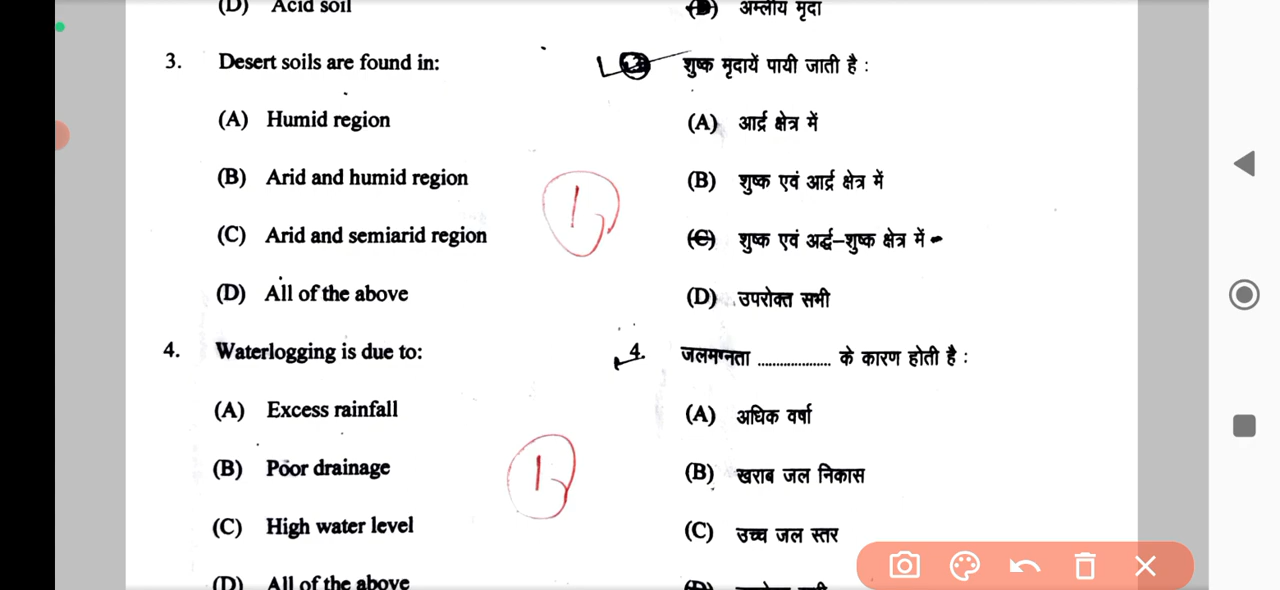 (D) Acid soil
(D) अम्लीय मृदा
3. Desert soils are found in:
(A) Humid region
(B) Arid and humid region
(C) Arid and semiarid region
(D) All of the above
शुष्क मृदायें पायी जाती है :
(A) आर्द्र क्षेत्र में
(B) शुष्क एवं आर्द्र क्षेत्र में
(C) शुष्क एवं अर्द्ध-शुष्क क्षेत्र में
(D) उपरोक्त सभी
1
4. Waterlogging is due to:
(A) Excess rainfall
(B) Poor drainage
(C) High water level
(D) All of the above
4. जलमग्नता .................... के कारण होती है :
(A) अधिक वर्षा
(B) खराब जल निकास
(C) उच्च जल स्तर
1